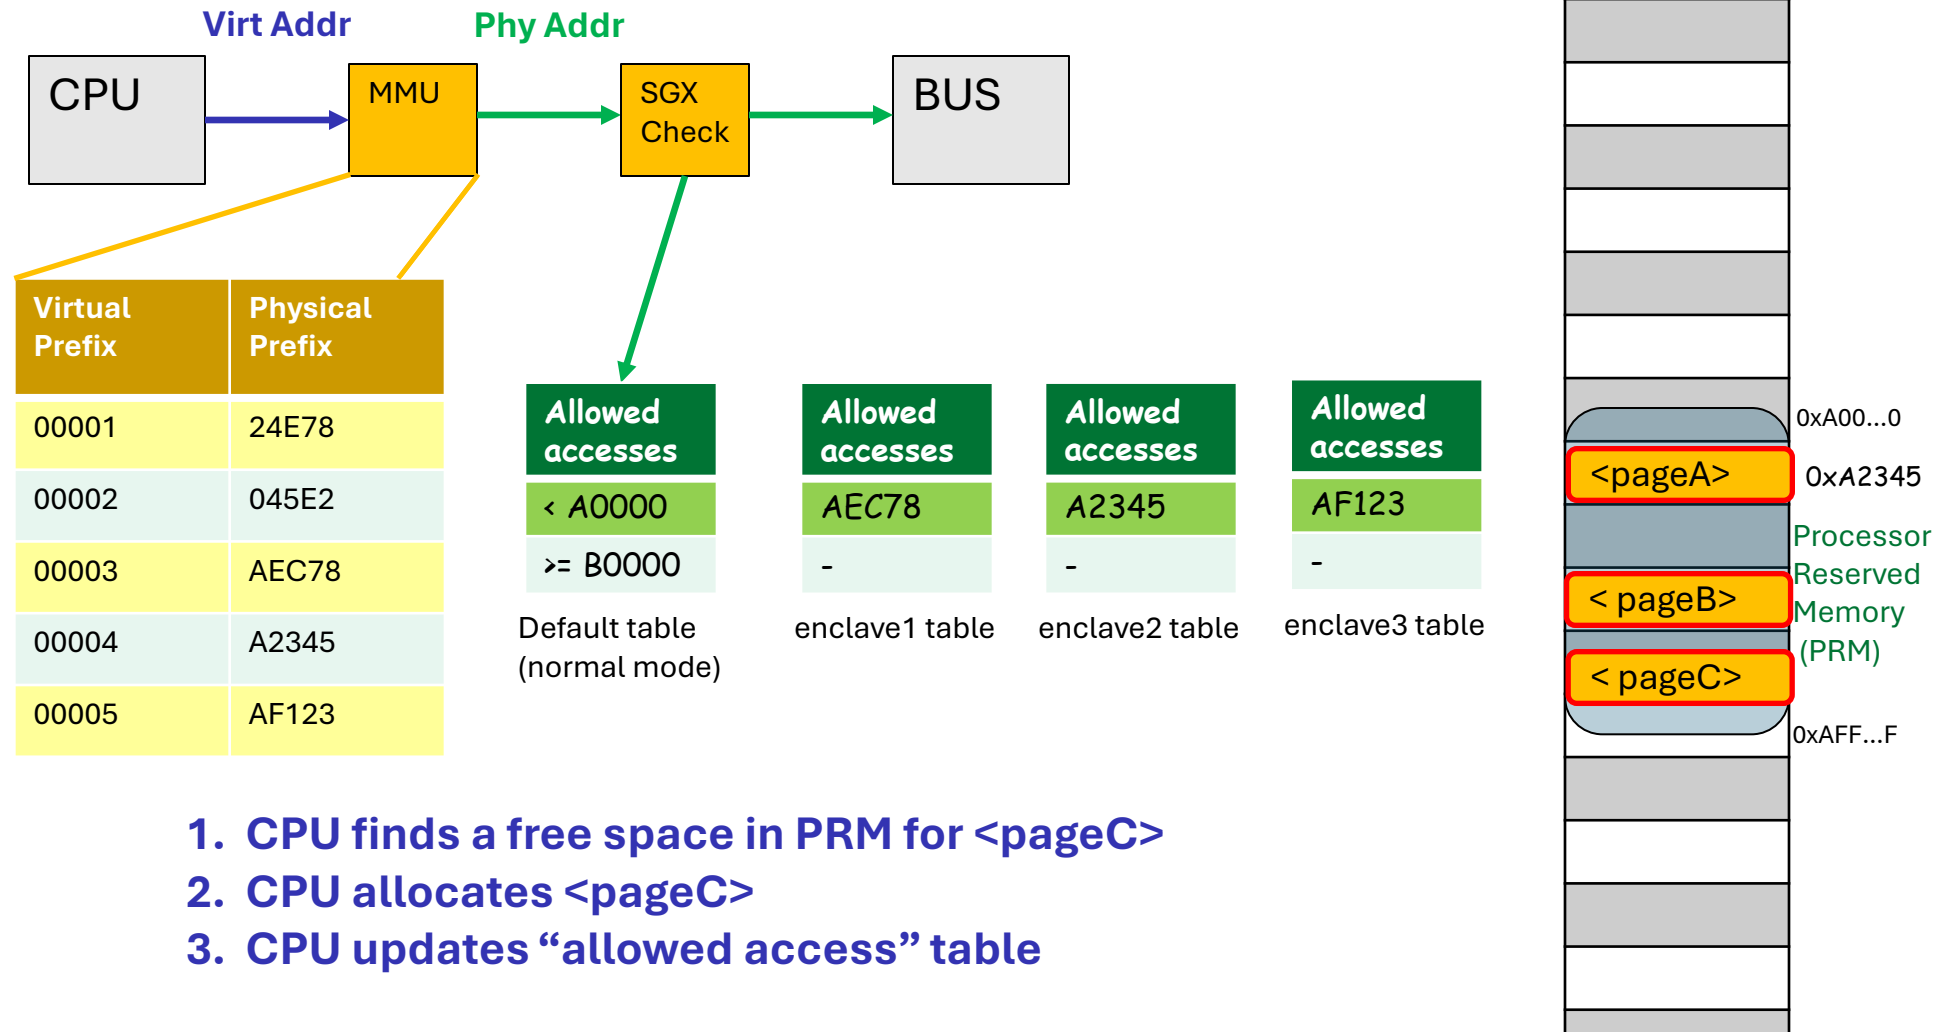 Virt Addr
Phy Addr
CPU
MMU
SGX
Check
BUS
Virtual
Prefix
Physical
Prefix
00001
24E78
00002
045E2
00003
AEC78
00004
A2345
00005
AF123
Allowed
accesses
< A0000
>= B0000
Default table
(normal mode)
Allowed
accesses
AEC78
-
enclave1 table
Allowed
accesses
A2345
-
enclave2 table
Allowed
accesses
AF123
-
enclave3 table
0xA00...0
<pageA>
0xA2345
Processor
Reserved
Memory
(PRM)
< pageB>
< pageC>
0xAFF...F
1. CPU finds a free space in PRM for <pageC>
2. CPU allocates <pageC>
3. CPU updates “allowed access” table